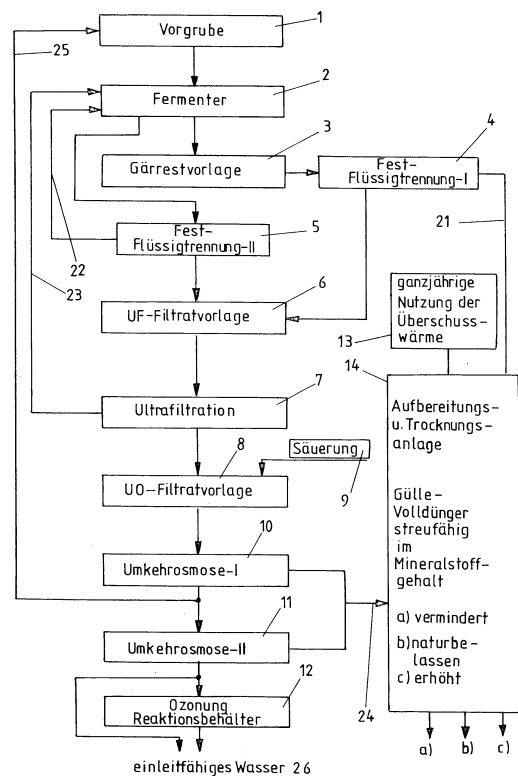 1
Vorgrube
25
2
Fermenter
3
4
Gärrestvorlage
Fest-
Flüssigtrennung-I
21
5
Fest-
Flüssigtrennung-II
22
23
6
UF-Filtratvorlage
ganzjährige
Nutzung der
Überschuss-
wärme
13
14
7
Ultrafiltration
8
Säuerung
9
UO-Filtratvorlage
10
Umkehrosmose-I
11
Umkehrosmose-II
24
12
Ozonung
Reaktionsbehälter
einleitfähiges Wasser 26
Aufbereitungs-
u. Trocknungs-
anlage
Gülle-
Volldünger
streufähig
im
Mineralstoff-
gehalt
a) vermindert
b) naturbe-
lassen
c) erhöht
a) b) c)